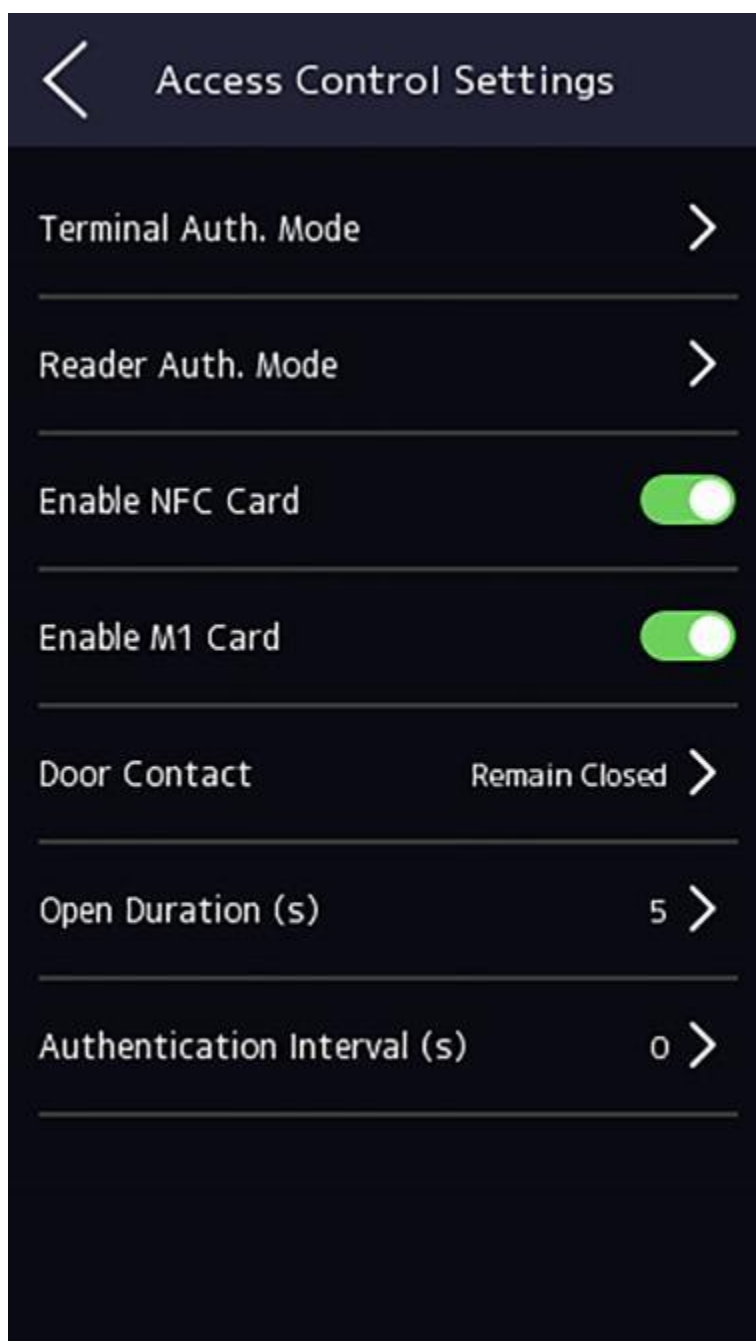 Access Control Settings
Terminal Auth. Mode
Reader Auth. Mode
Enable NFC Card
Enable M1 Card
Door Contact Remain Closed
Open Duration (s) 5
Authentication Interval (s) 0